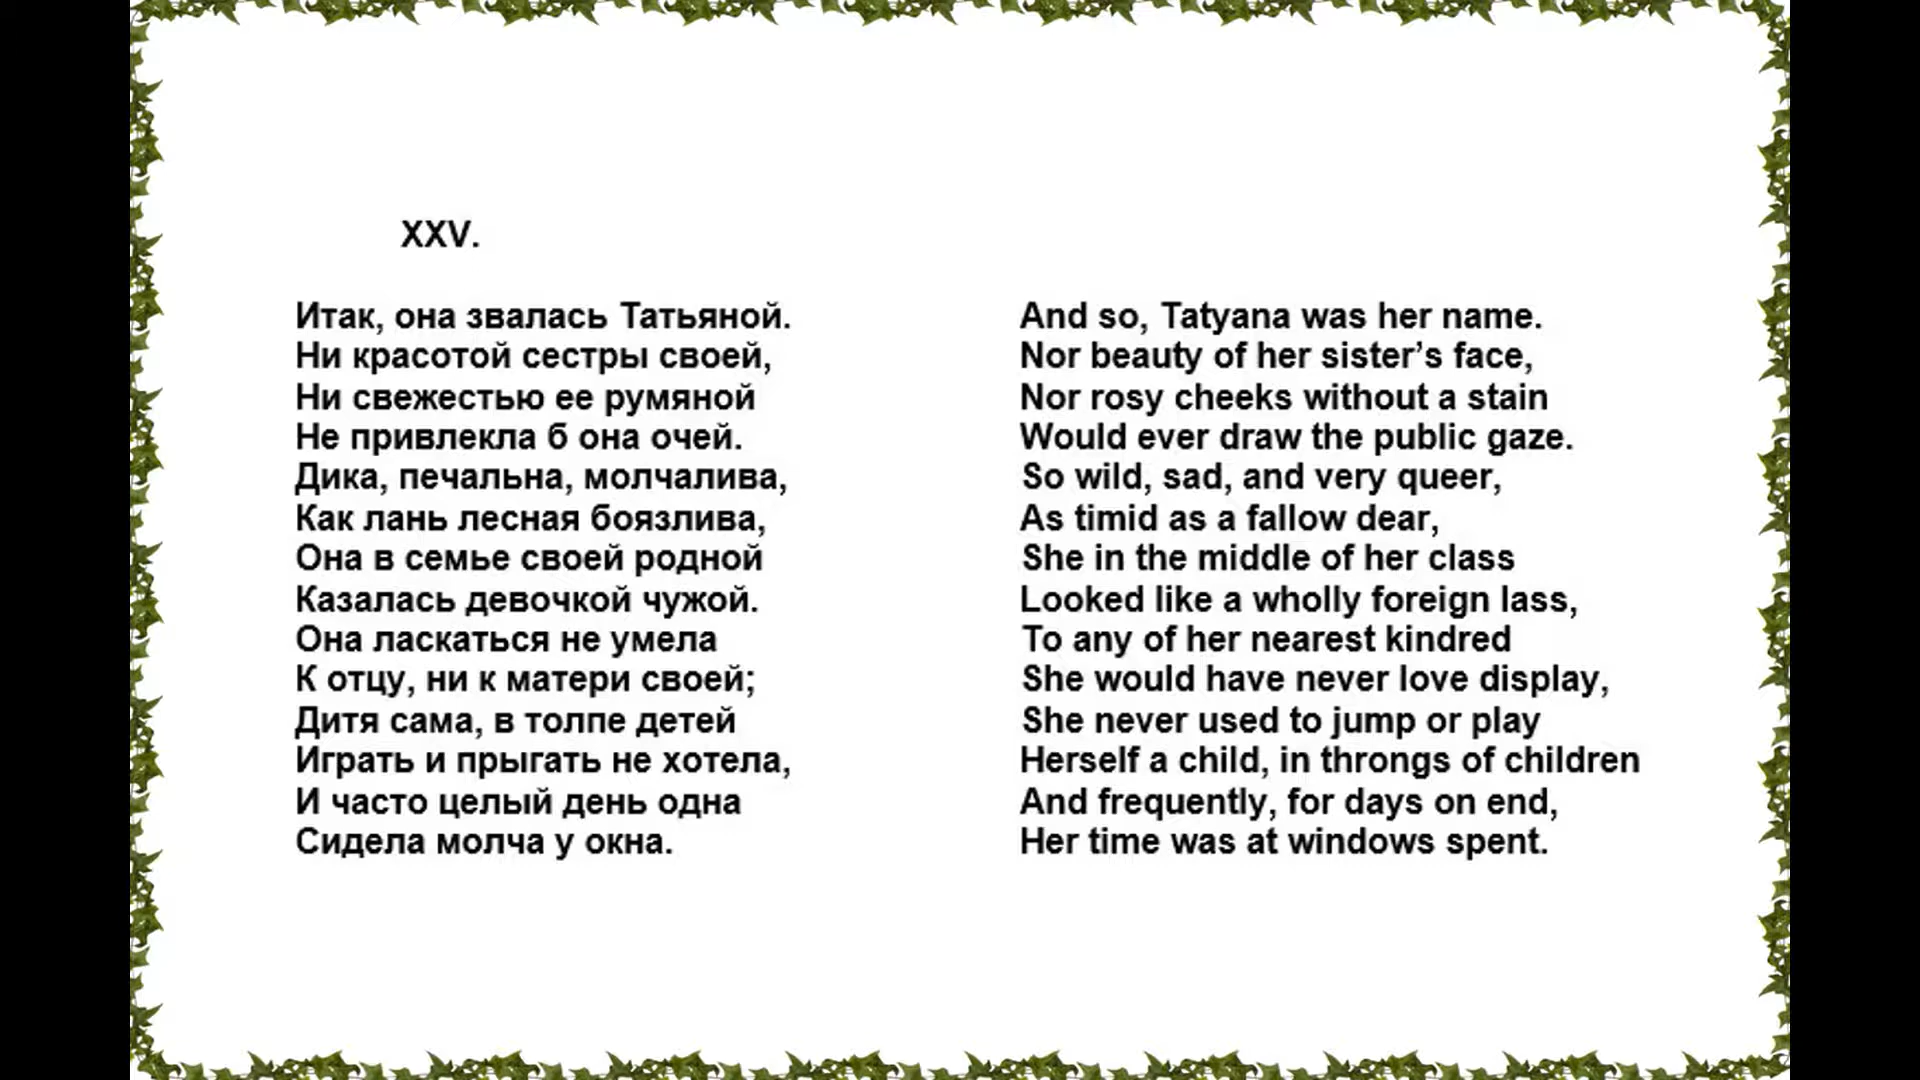 XXV.
Итак, она звалась Татьяной.
Ни красотой сестры своей,
Ни свежестью ее румяной
Не привлекла б она очей.
Дика, печальна, молчалива,
Как лань лесная боязлива,
Она в семье своей родной
Казалась девочкой чужой.
Она ласкаться не умела
К отцу, ни к матери своей;
Дитя сама, в толпе детей
Играть и прыгать не хотела,
И часто целый день одна
Сидела молча у окна.
And so, Tatyana was her name.
Nor beauty of her sister’s face,
Nor rosy cheeks without a stain
Would ever draw the public gaze.
So wild, sad, and very queer,
As timid as a fallow dear,
She in the middle of her class
Looked like a wholly foreign lass,
To any of her nearest kindred
She would have never love display,
She never used to jump or play
Herself a child, in throngs of children
And frequently, for days on end,
Her time was at windows spent.